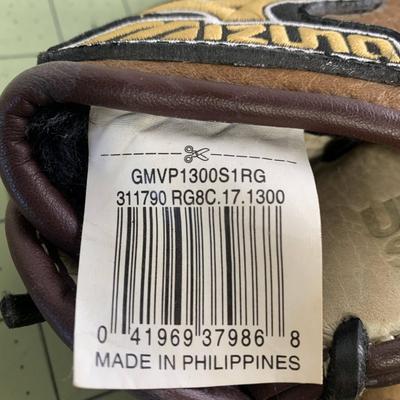 MIZUNO
GMVP1300S1RG
311790 RG8C.17.1300
0 41969 37986 8
MADE IN PHILIPPINES